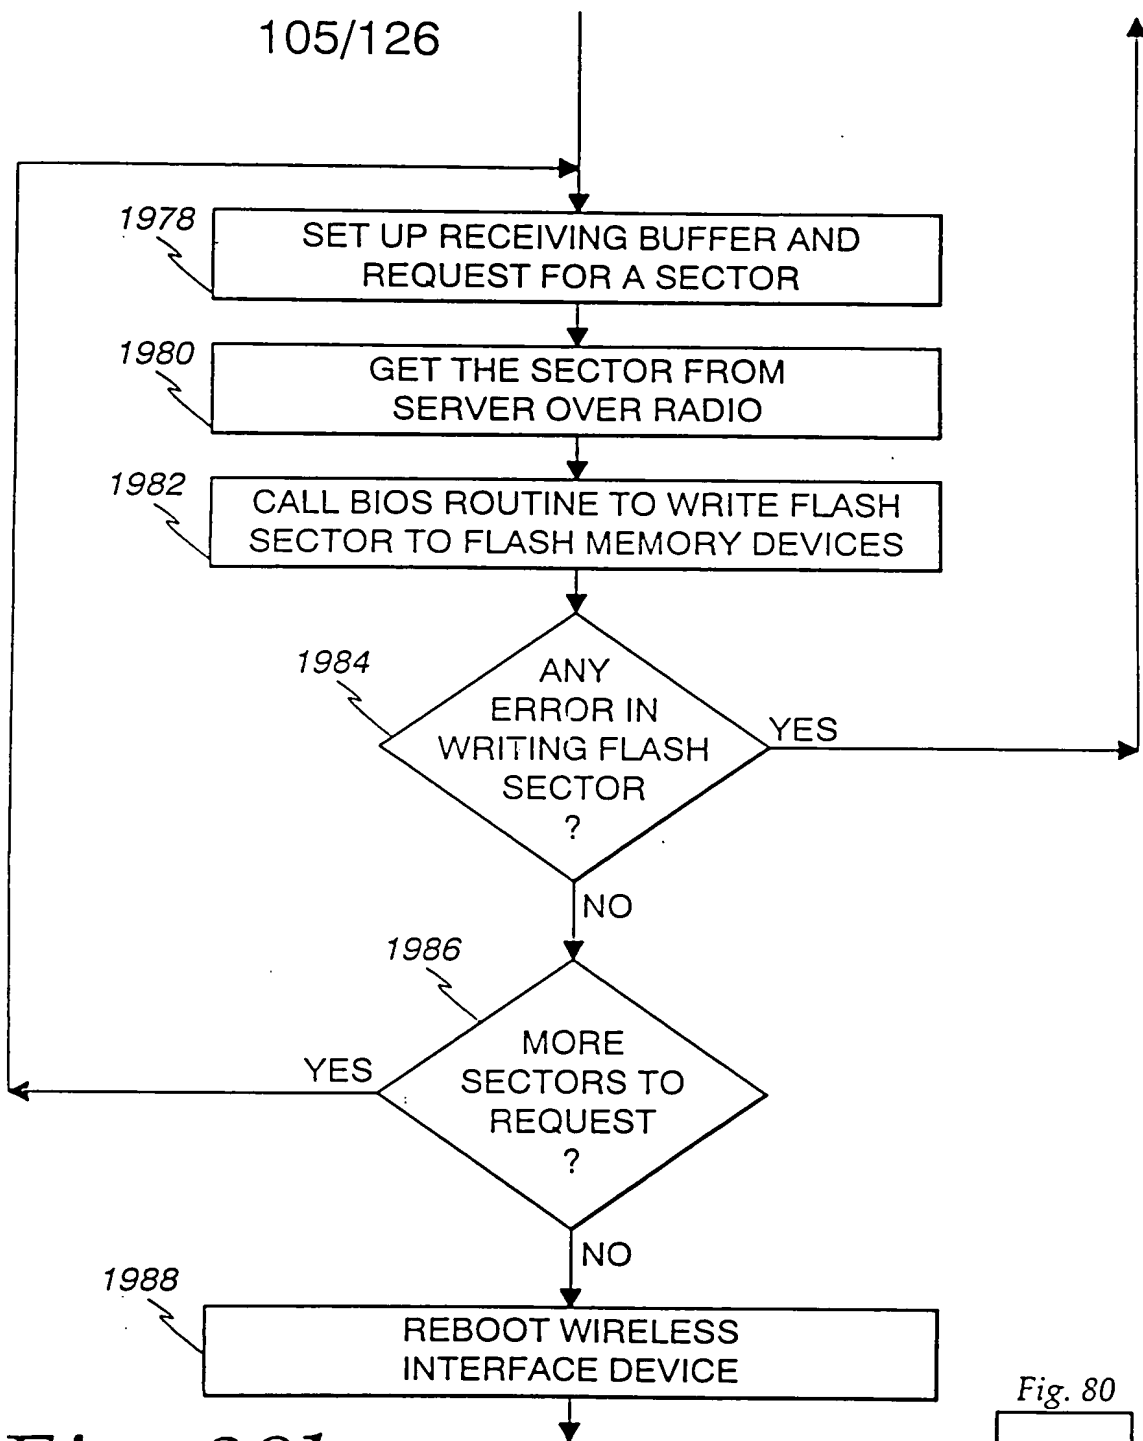 105/126
1978
SET UP RECEIVING BUFFER AND
REQUEST FOR A SECTOR
1980
GET THE SECTOR FROM
SERVER OVER RADIO
1982
CALL BIOS ROUTINE TO WRITE FLASH
SECTOR TO FLASH MEMORY DEVICES
1984
ANY
ERROR IN
WRITING FLASH
SECTOR
?
YES
NO
1986
MORE
SECTORS TO
REQUEST
?
YES
NO
1988
REBOOT WIRELESS
INTERFACE DEVICE
Fig. 80